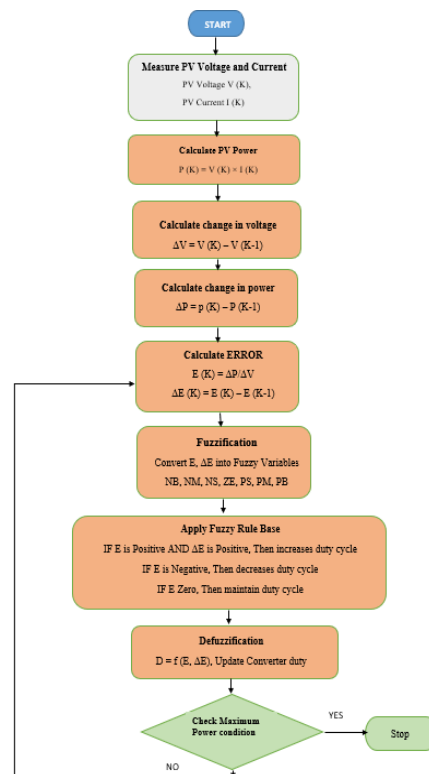 START
Measure PV Voltage and Current
PV Voltage V (K),
PV Current I (K)
Calculate PV Power
P (K) = V (K) × I (K)
Calculate change in voltage
ΔV = V (K) – V (K-1)
Calculate change in power
ΔP = p (K) – P (K-1)
Calculate ERROR
E (K) = ΔP/ΔV
ΔE (K) = E (K) – E (K-1)
Fuzzification
Convert E, ΔE into Fuzzy Variables
NB, NM, NS, ZE, PS, PM, PB
Apply Fuzzy Rule Base
IF E is Positive AND ΔE is Positive, Then increases duty cycle
IF E is Negative, Then decreases duty cycle
IF E Zero, Then maintain duty cycle
Defuzzification
D = f (E, ΔE), Update Converter duty
Check Maximum
Power condition
YES
Stop
NO